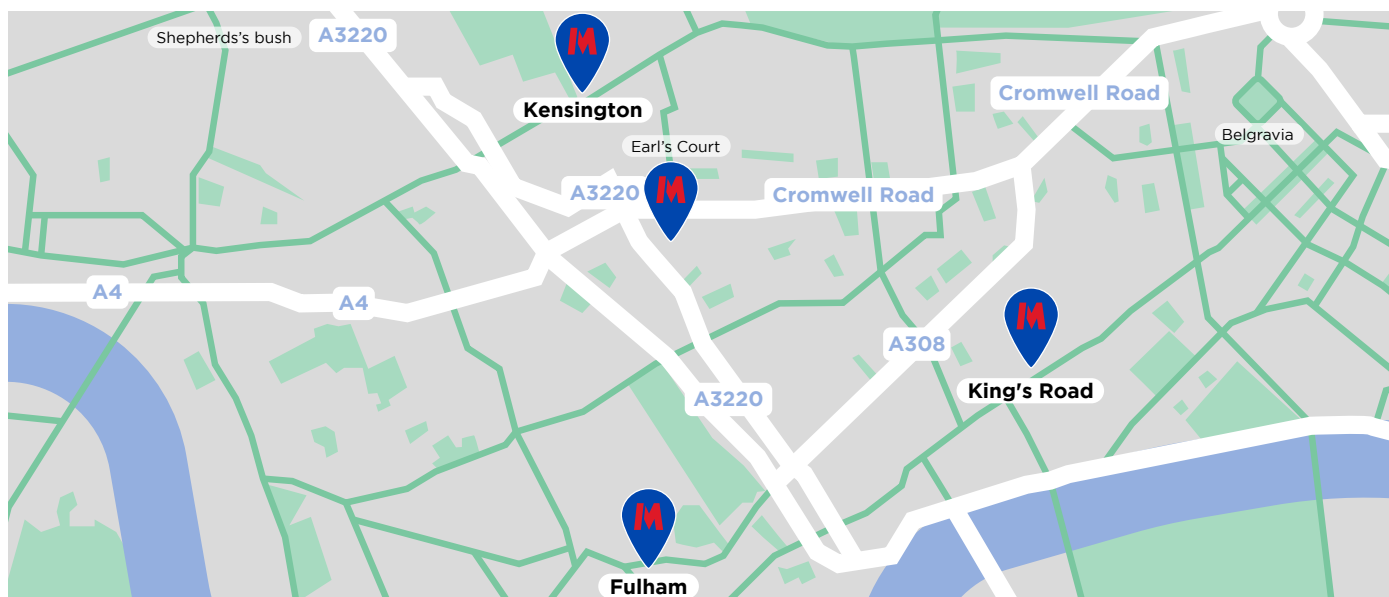 Shepherds's bush
A3220
Kensington
Cromwell Road
Belgravia
Earl's Court
A3220
Cromwell Road
A4
A4
A308
King's Road
A3220
Fulham
M
M
M
M